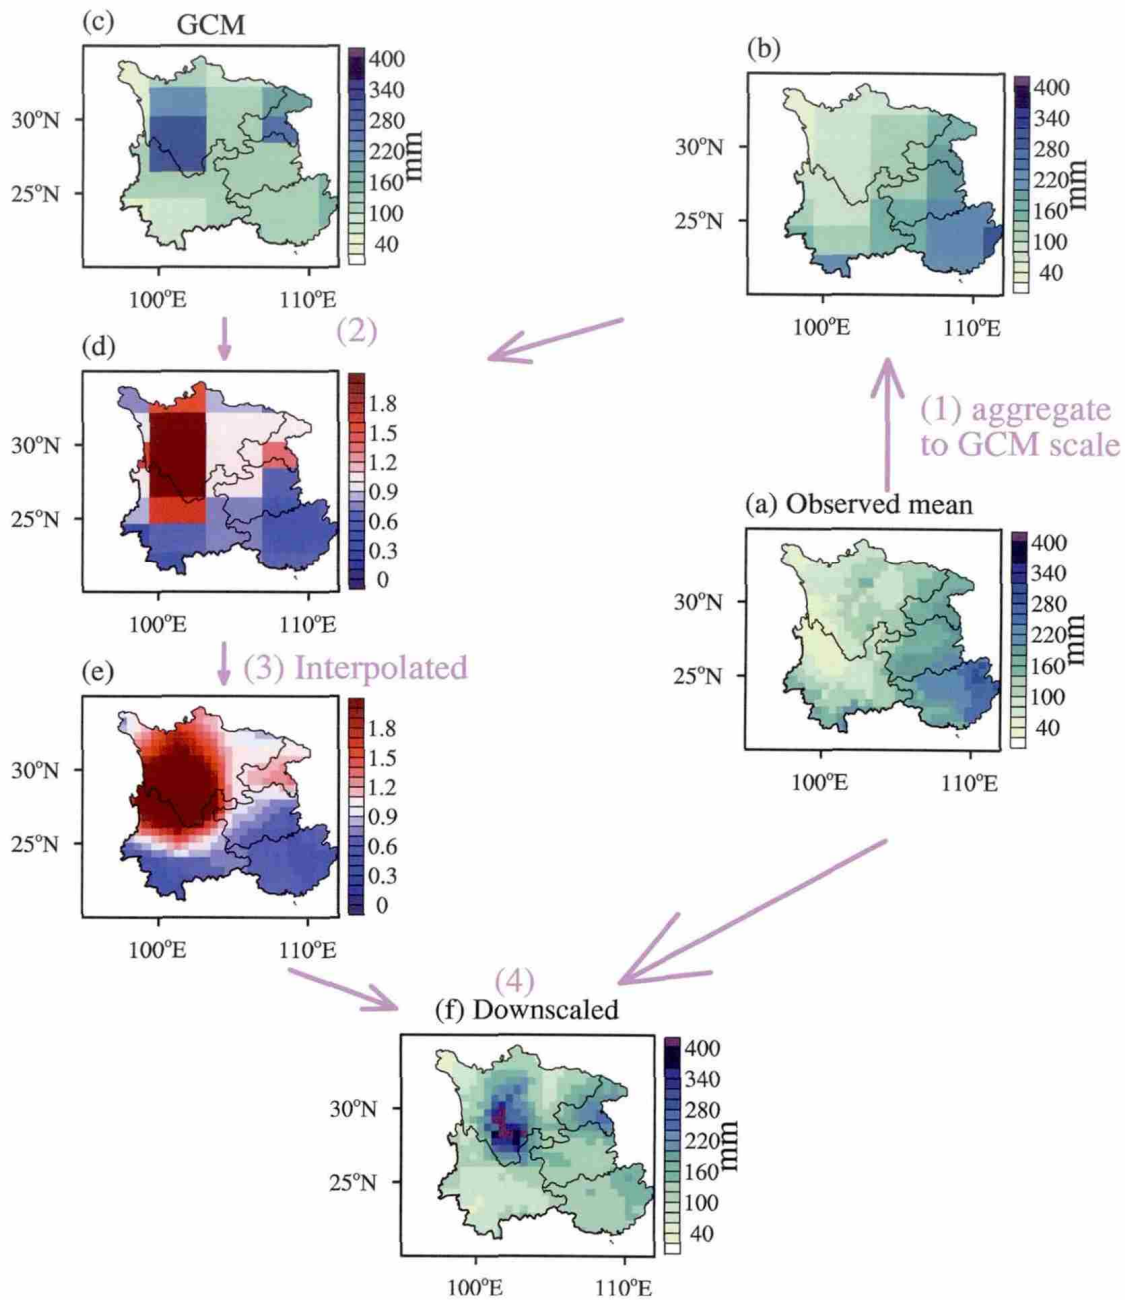 (c) GCM
400
340
280
220
160
100
40
mm
30°N
25°N
100°E 110°E
(b)
400
340
280
220
160
100
40
mm
30°N
25°N
100°E 110°E
(2)
(d)
1.8
1.5
1.2
0.9
0.6
0.3
0
30°N
25°N
100°E 110°E
(1) aggregate
to GCM scale
(a) Observed mean
400
340
280
220
160
100
40
mm
30°N
25°N
100°E 110°E
(3) Interpolated
(e)
1.8
1.5
1.2
0.9
0.6
0.3
0
30°N
25°N
100°E 110°E
(4)
(f) Downscaled
400
340
280
220
160
100
40
mm
30°N
25°N
100°E 110°E